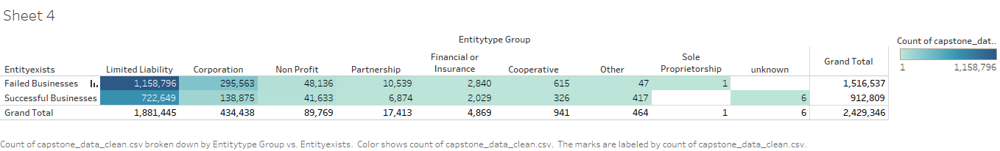 Sheet 4
Entitytype Group
Count of capstone_dat..
1 1,158,796
Entityexists Limited Liability Corporation Non Profit Partnership Financial or Insurance Cooperative Other Sole Proprietorship unknown Grand Total
Failed Businesses 1,158,796 295,563 48,136 10,539 2,840 615 47 1 1,516,537
Successful Businesses 722,649 138,875 41,633 6,874 2,029 326 417 6 912,809
Grand Total 1,881,445 434,438 89,769 17,413 4,869 941 464 1 6 2,429,346
Count of capstone_data_clean.csv broken down by Entitytype Group vs. Entityexists. Color shows count of capstone_data_clean.csv. The marks are labeled by count of capstone_data_clean.csv.